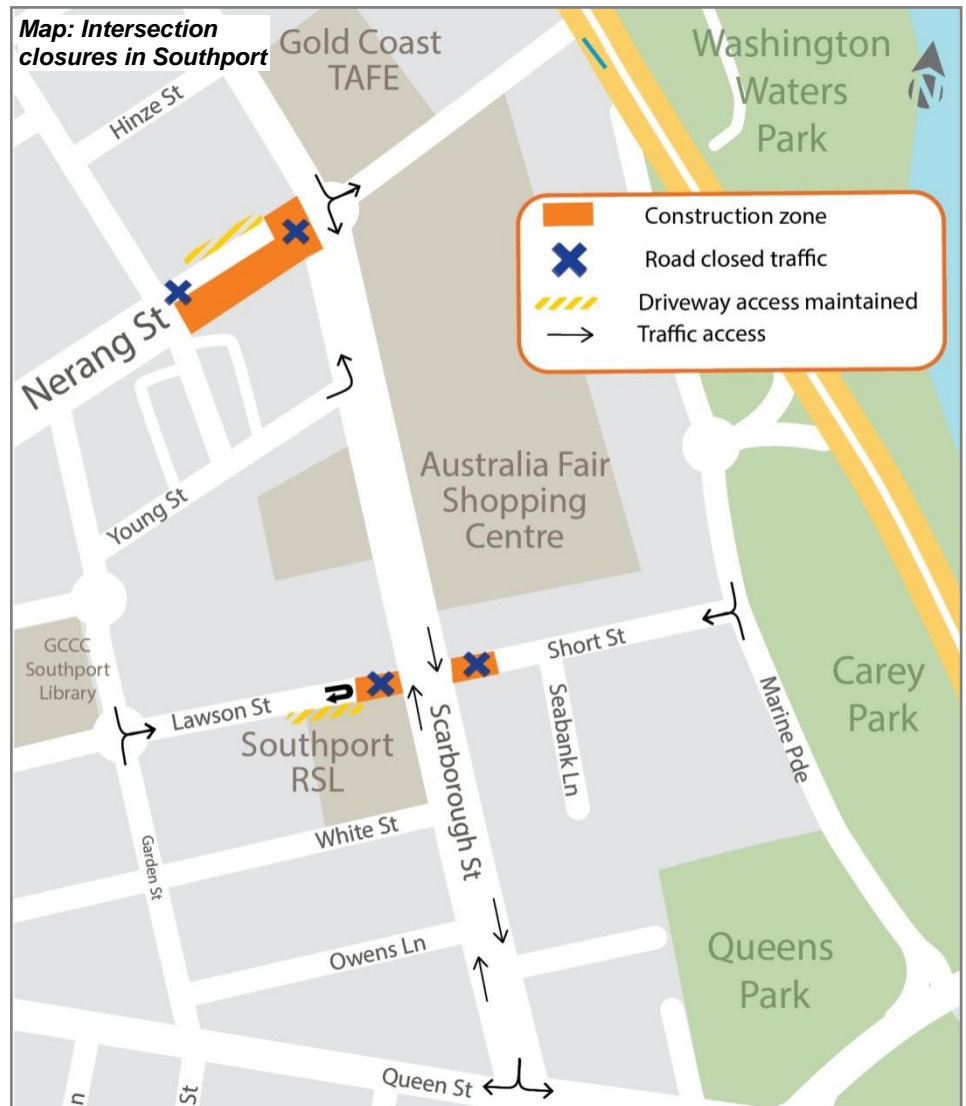 Map: Intersection
closures in Southport
Gold Coast
TAFE
Washington
Waters
Park
N
Hinze St
Construction zone
Road closed traffic
Driveway access maintained
Traffic access
Nerang St
Australia Fair
Shopping
Centre
Young St
GCCC
Southport
Library
Short St
Seabank Ln
Marine Pde
Carey
Park
Lawson St
Southport
RSL
Scarborough St
White St
Garden St
Owens Ln
Queens
Park
Queen St
n
St